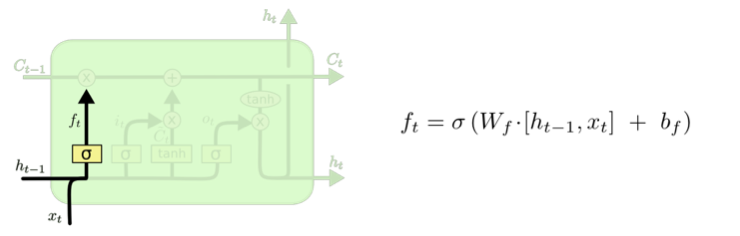 h_t
C_{t-1}
C_t
×
+
tanh
f_t
i_t
o_t
×
×
C̃_t
σ
σ
tanh
σ
h_{t-1}
h_t
x_t
f_t = σ (W_f · [h_{t-1}, x_t] + b_f)